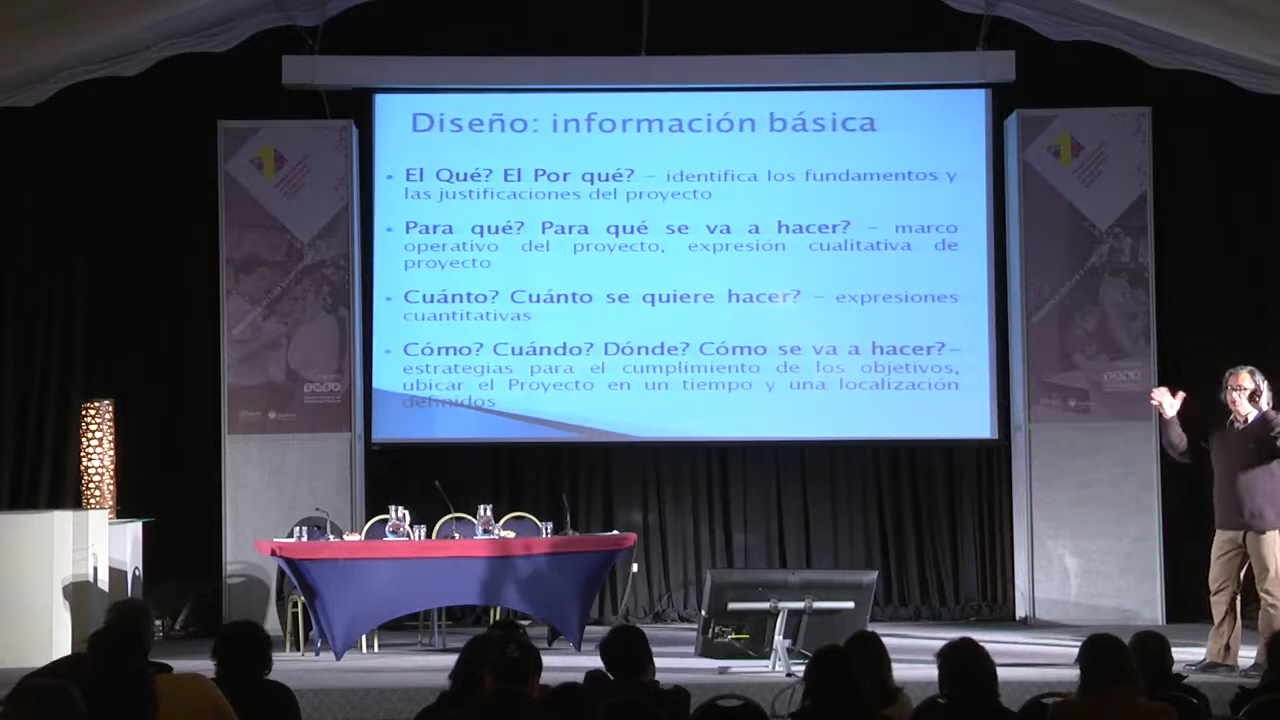 Diseño: información básica
El Qué? El Por qué? – identifica los fundamentos y
las justificaciones del proyecto
Para qué? Para qué se va a hacer? – marco
operativo del proyecto, expresión cualitativa de
proyecto
Cuánto? Cuánto se quiere hacer? – expresiones
cuantitativas
Cómo? Cuándo? Dónde? Cómo se va a hacer?–
estrategias para el cumplimiento de los objetivos,
ubicar el Proyecto en un tiempo y una localización
definidos